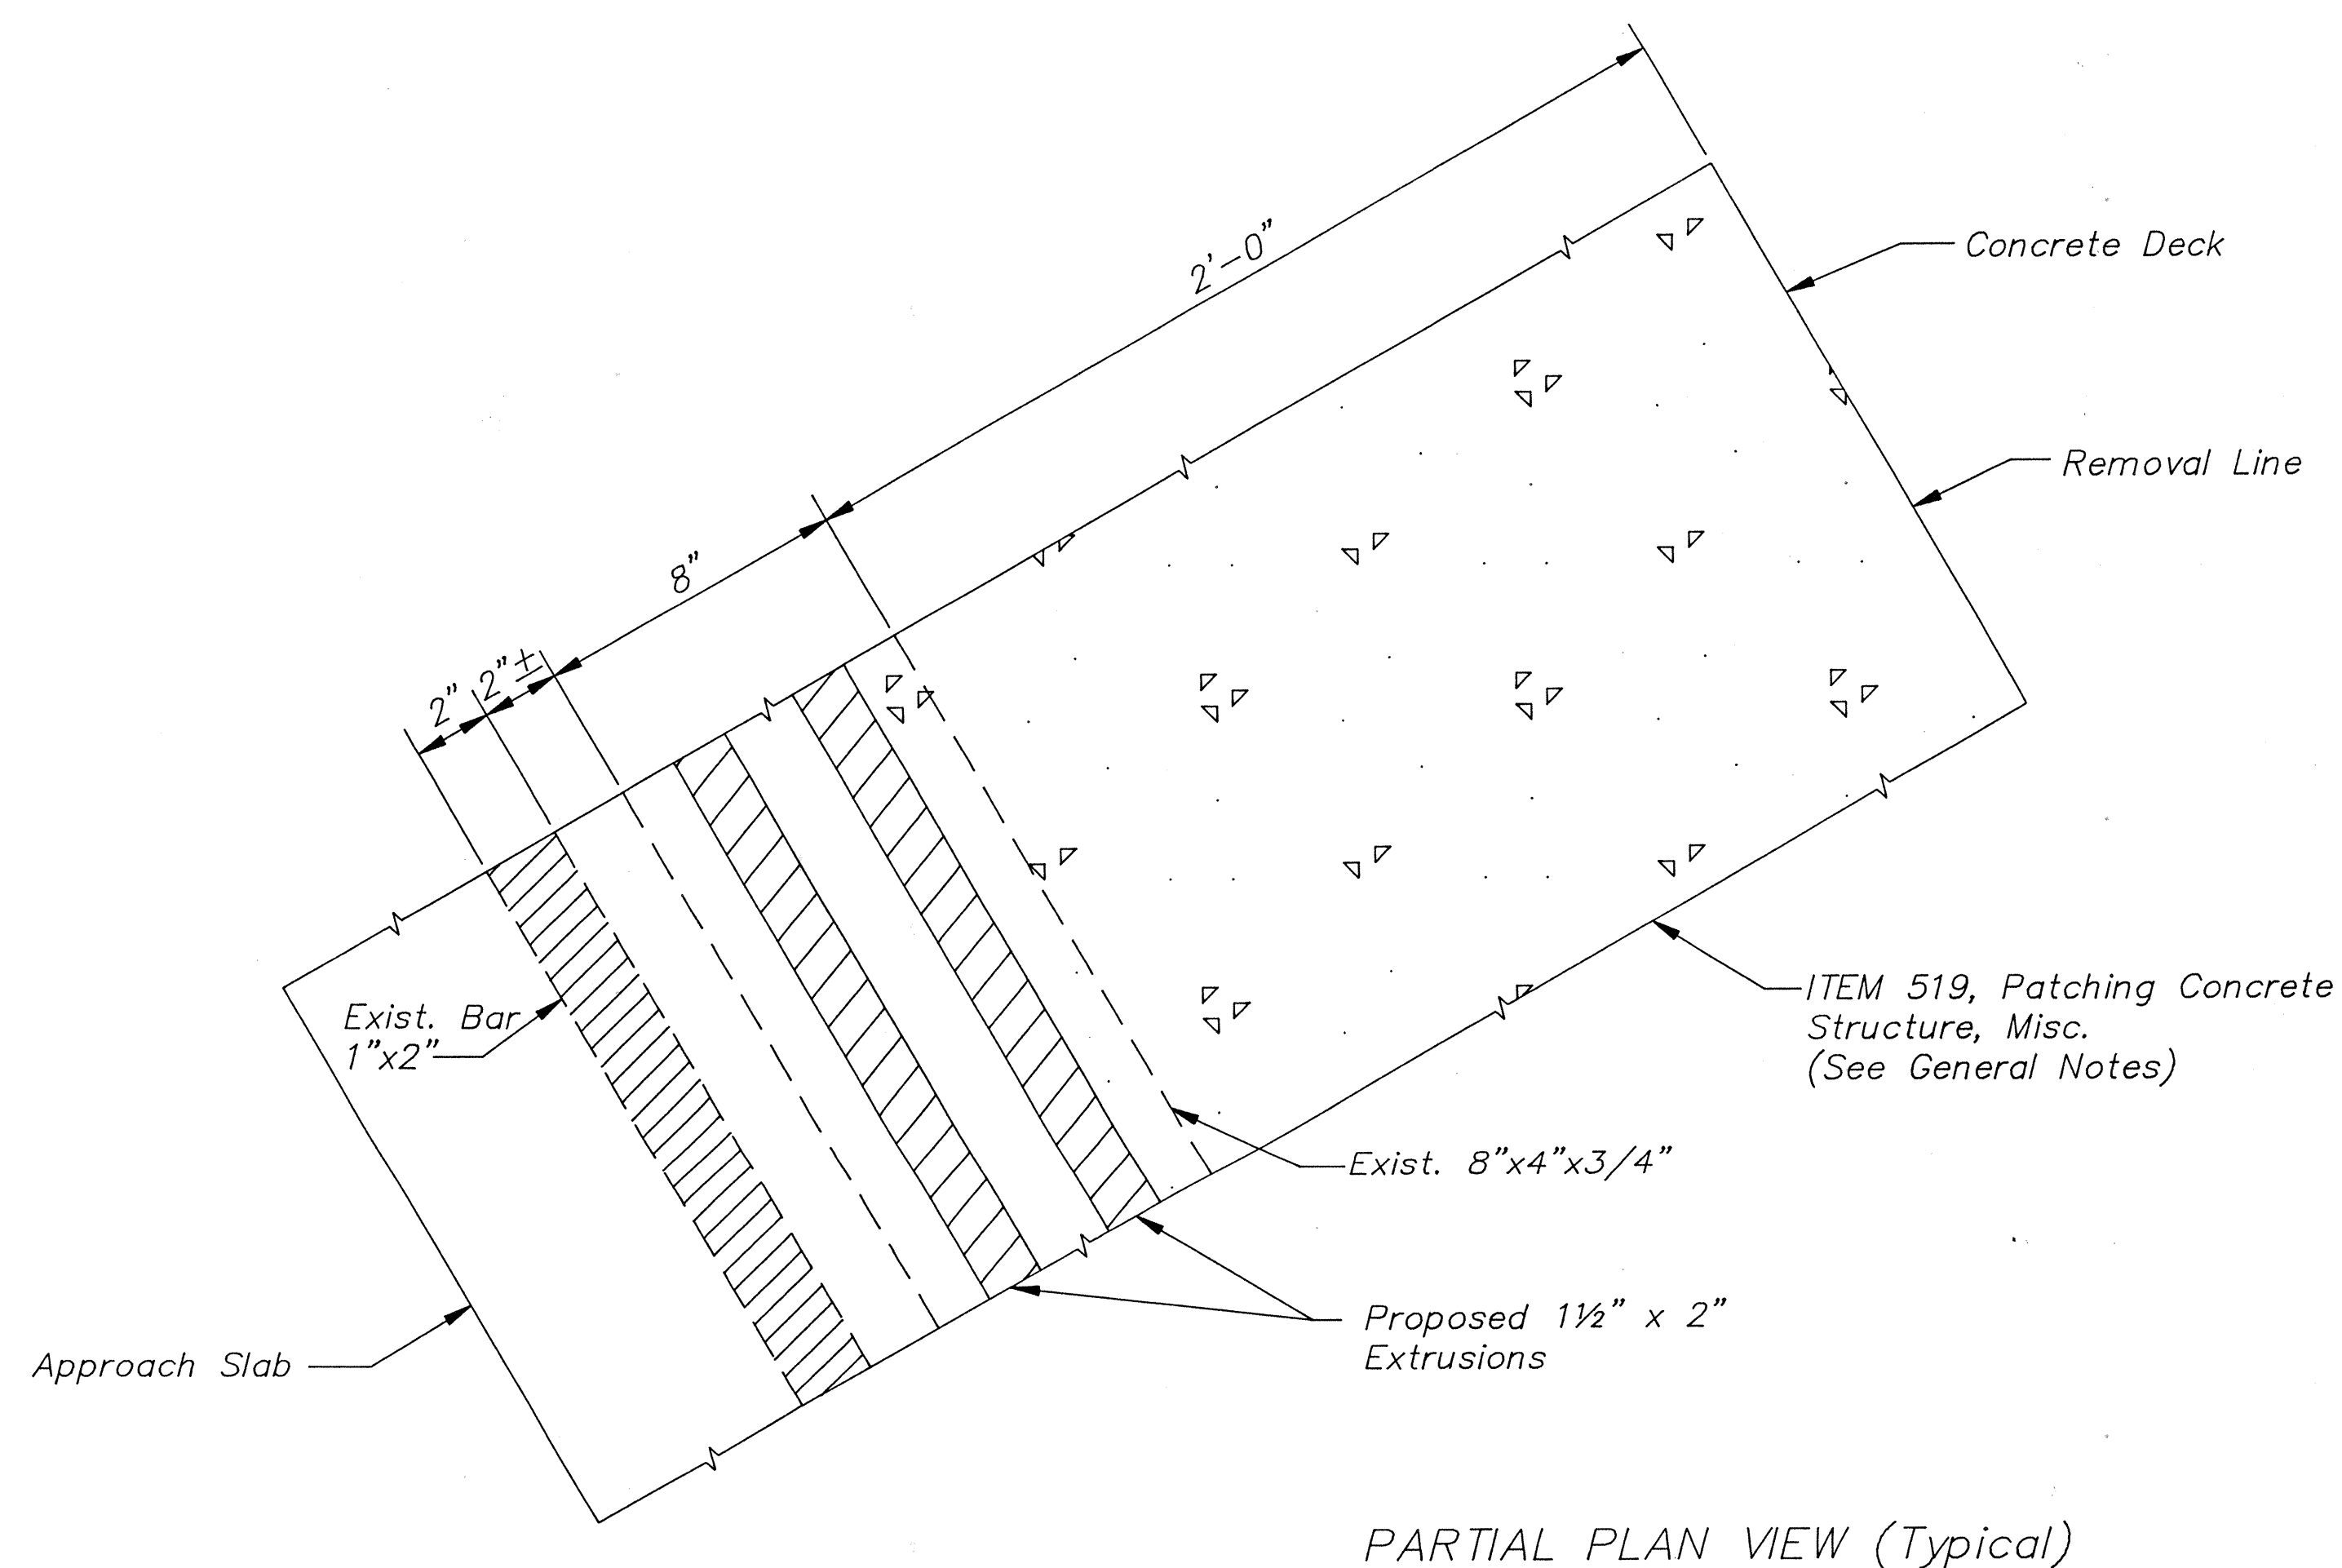 2'-0"
Concrete Deck
Removal Line
8"
2"
2"±
Exist. Bar
1"x2"
ITEM 519, Patching Concrete
Structure, Misc.
(See General Notes)
Exist. 8"x4"x3/4"
Proposed 1½" x 2"
Extrusions
Approach Slab
PARTIAL PLAN VIEW (Typical)